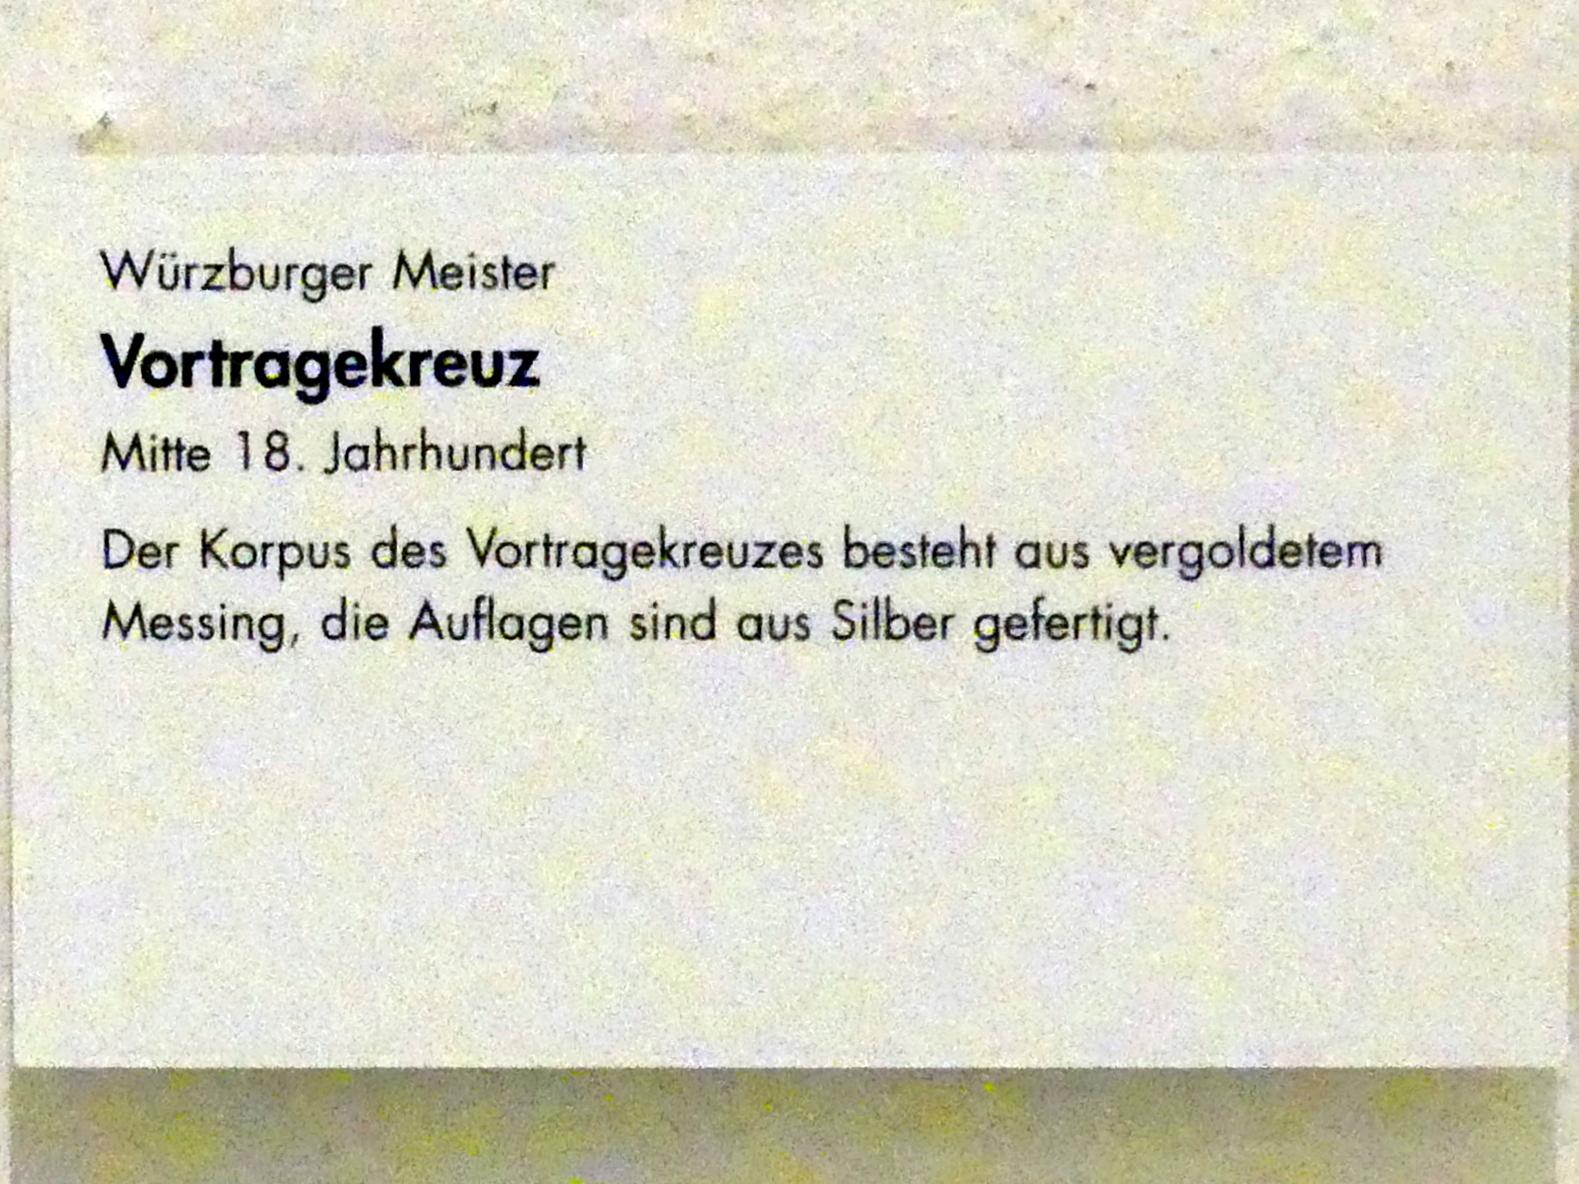 Würzburger Meister
Vortragekreuz
Mitte 18. Jahrhundert
Der Korpus des Vortragekreuzes besteht aus vergoldetem
Messing, die Auflagen sind aus Silber gefertigt.